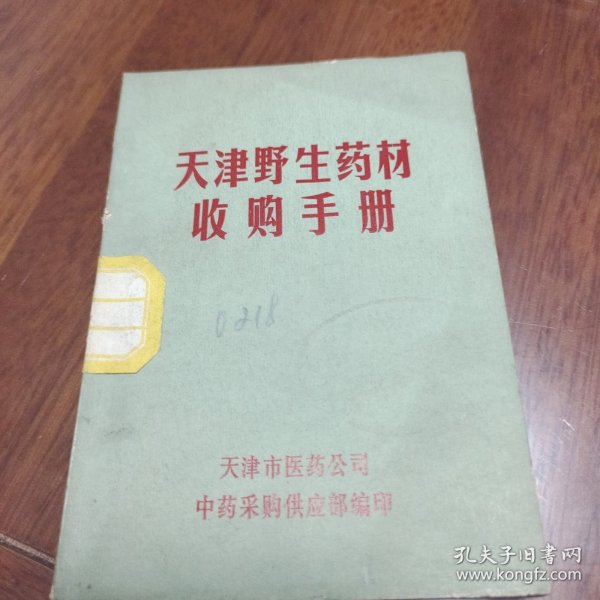 天津野生药材
收购手册
0218
天津市医药公司
中药采购供应部编印
孔夫子旧书网
www.kongfz.com